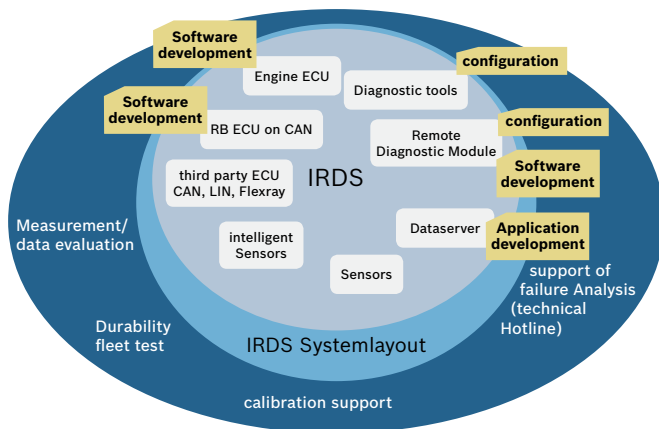 Software
development
Engine ECU
Diagnostic tools
configuration
Software
development
RB ECU on CAN
Remote
Diagnostic Module
configuration
IRDS
third party ECU
CAN, LIN, Flexray
Software
development
Measurement/
data evaluation
intelligent
Sensors
Dataserver
Application
development
Sensors
support of
failure Analysis
(technical
Hotline)
Durability
fleet test
IRDS Systemlayout
calibration support